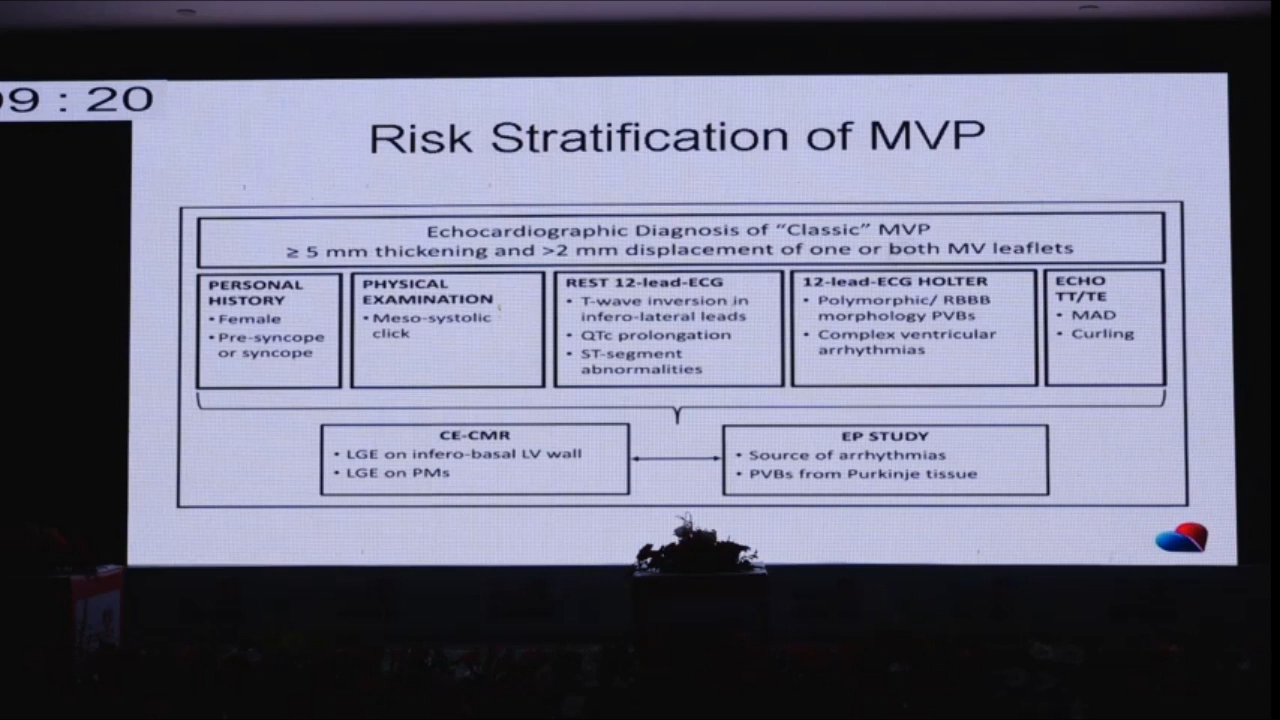 09 : 20
Risk Stratification of MVP
Echocardiographic Diagnosis of “Classic” MVP
≥ 5 mm thickening and >2 mm displacement of one or both MV leaflets
PERSONAL
HISTORY
• Female
• Pre-syncope
or syncope
PHYSICAL
EXAMINATION
• Meso-systolic
click
REST 12-lead-ECG
• T-wave inversion in
infero-lateral leads
• QTc prolongation
• ST-segment
abnormalities
12-lead-ECG HOLTER
• Polymorphic/ RBBB
morphology PVBs
• Complex ventricular
arrhythmias
ECHO
TT/TE
• MAD
• Curling
CE-CMR
• LGE on infero-basal LV wall
• LGE on PMs
EP STUDY
• Source of arrhythmias
• PVBs from Purkinje tissue